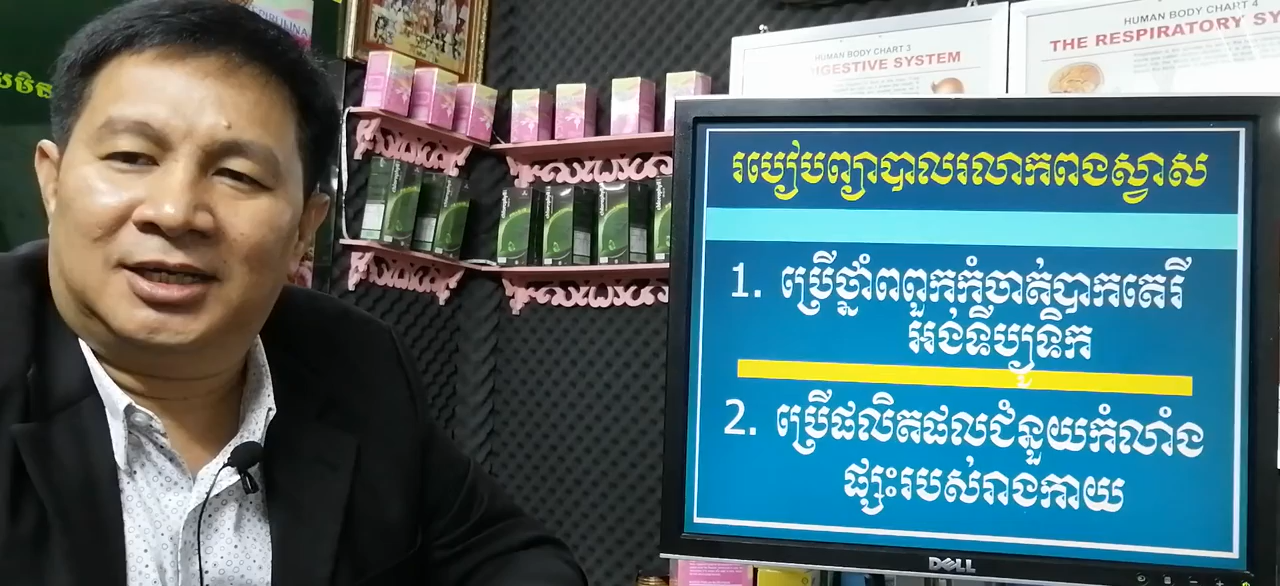 SPIRULINA
HUMAN BODY CHART 3
DIGESTIVE SYSTEM
HUMAN BODY CHART 4
THE RESPIRATORY SY
របៀបព្យាបាលរលាកពងស្វាស
1. ប្រើថ្នាំពពួកកំចាត់បាកតេរី
អង់ទីប្យូទិក
2. ប្រើផលិតផលជំនួយកំលាំង
ផ្សះរបស់រាងកាយ
DELL